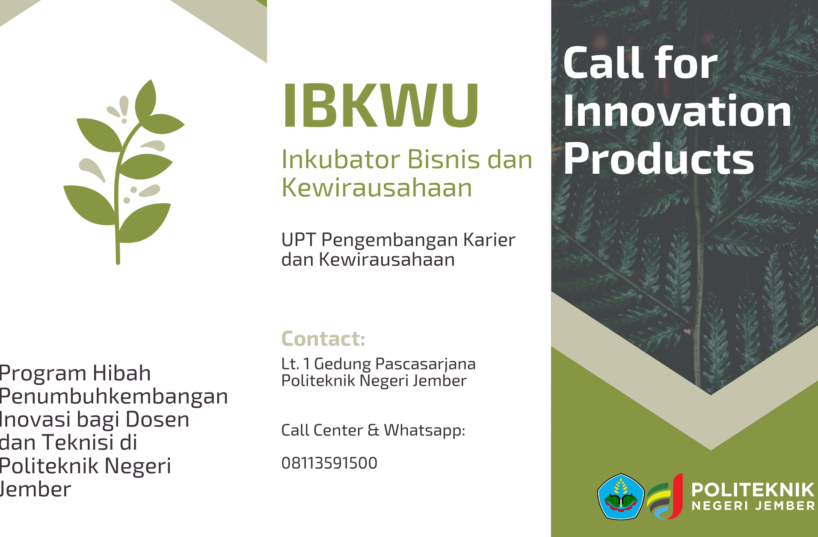 Program Hibah
Penumbuhkembangan
Inovasi bagi Dosen
dan Teknisi di
Politeknik Negeri
Jember
IBKWU
Inkubator Bisnis dan
Kewirausahaan
UPT Pengembangan Karier
dan Kewirausahaan
Contact:
Lt. 1 Gedung Pascasarjana
Politeknik Negeri Jember
Call Center & Whatsapp:
08113591500
Call for
Innovation
Products
POLITEKNIK
NEGERI JEMBER